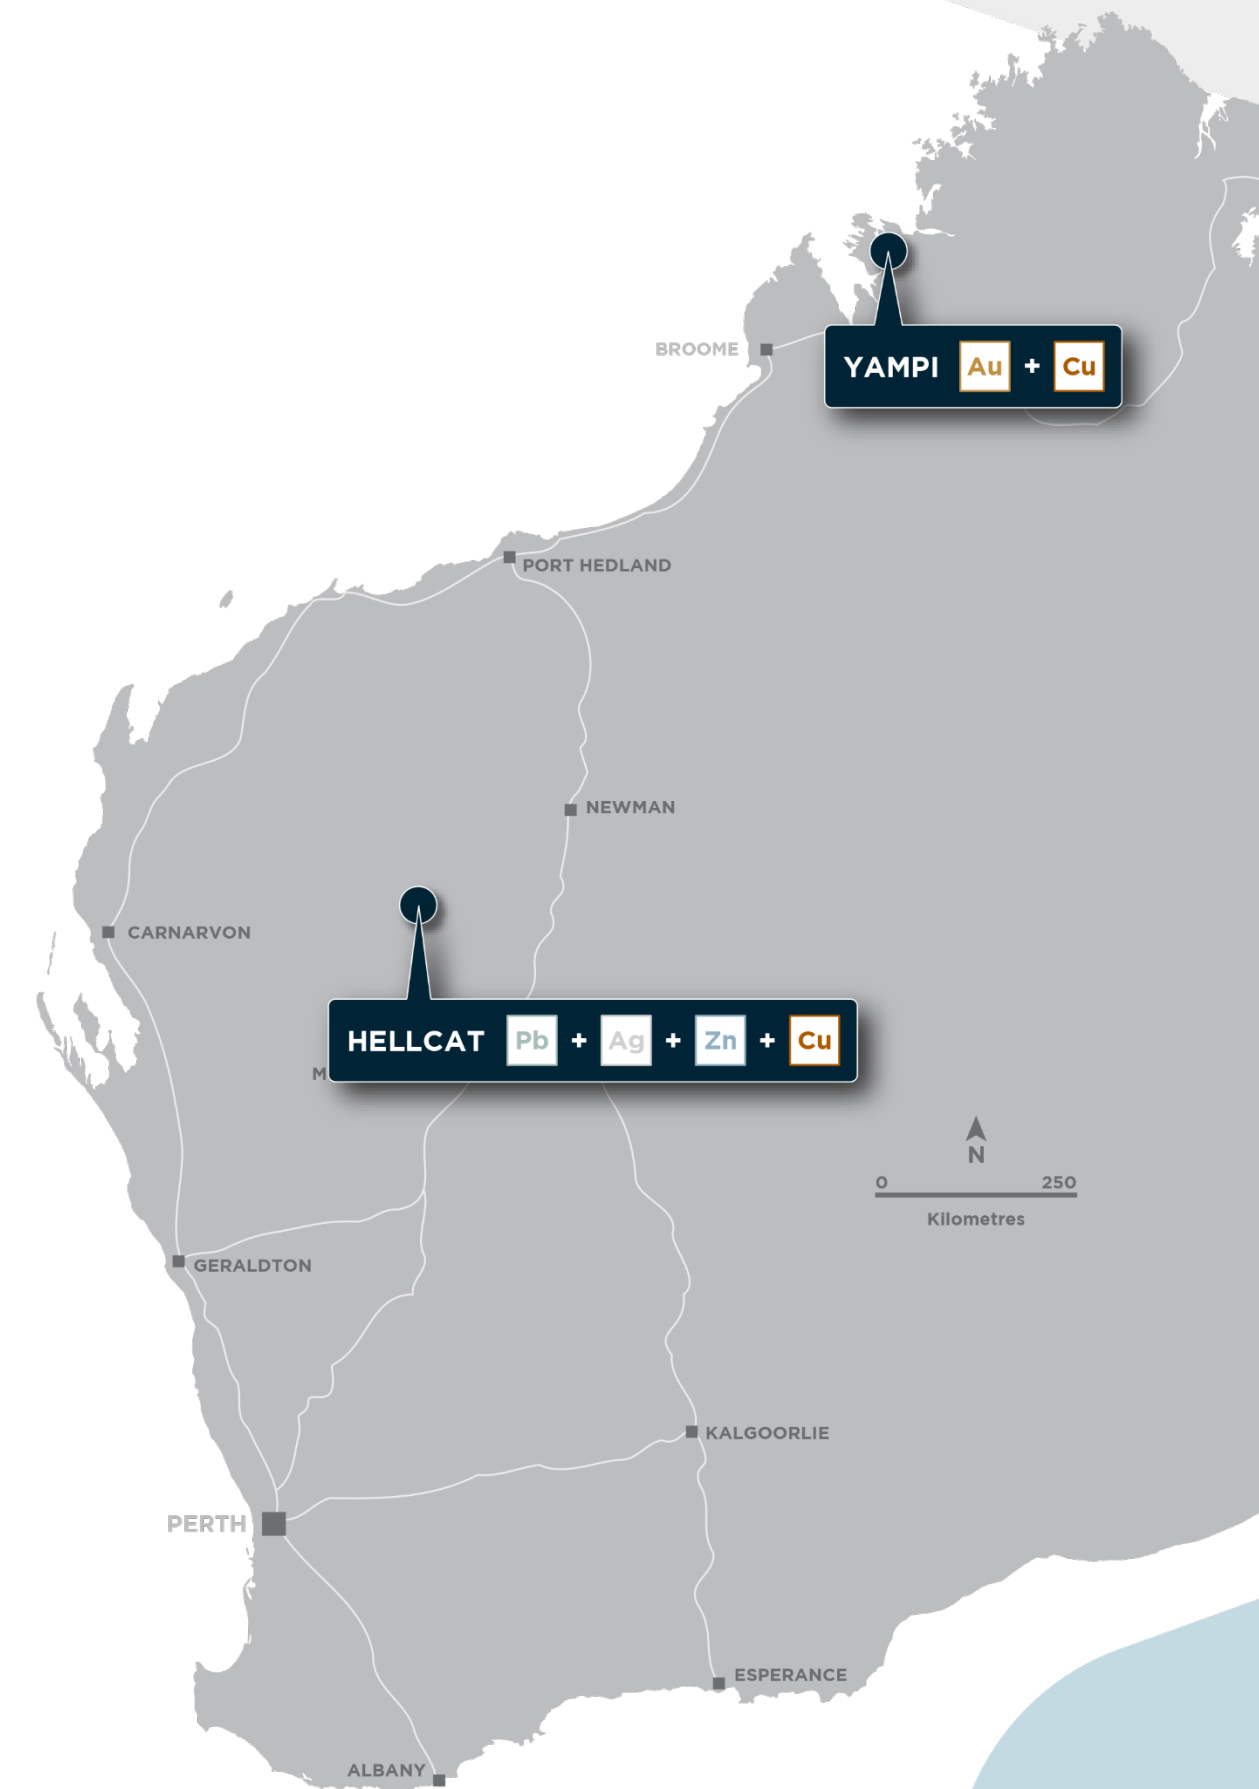 BROOME
YAMPI Au + Cu
PORT HEDLAND
NEWMAN
CARNARVON
HELLCAT Pb + Ag + Zn + Cu
N
0 250
Kilometres
GERALDTON
KALGOORLIE
PERTH
ESPERANCE
ALBANY